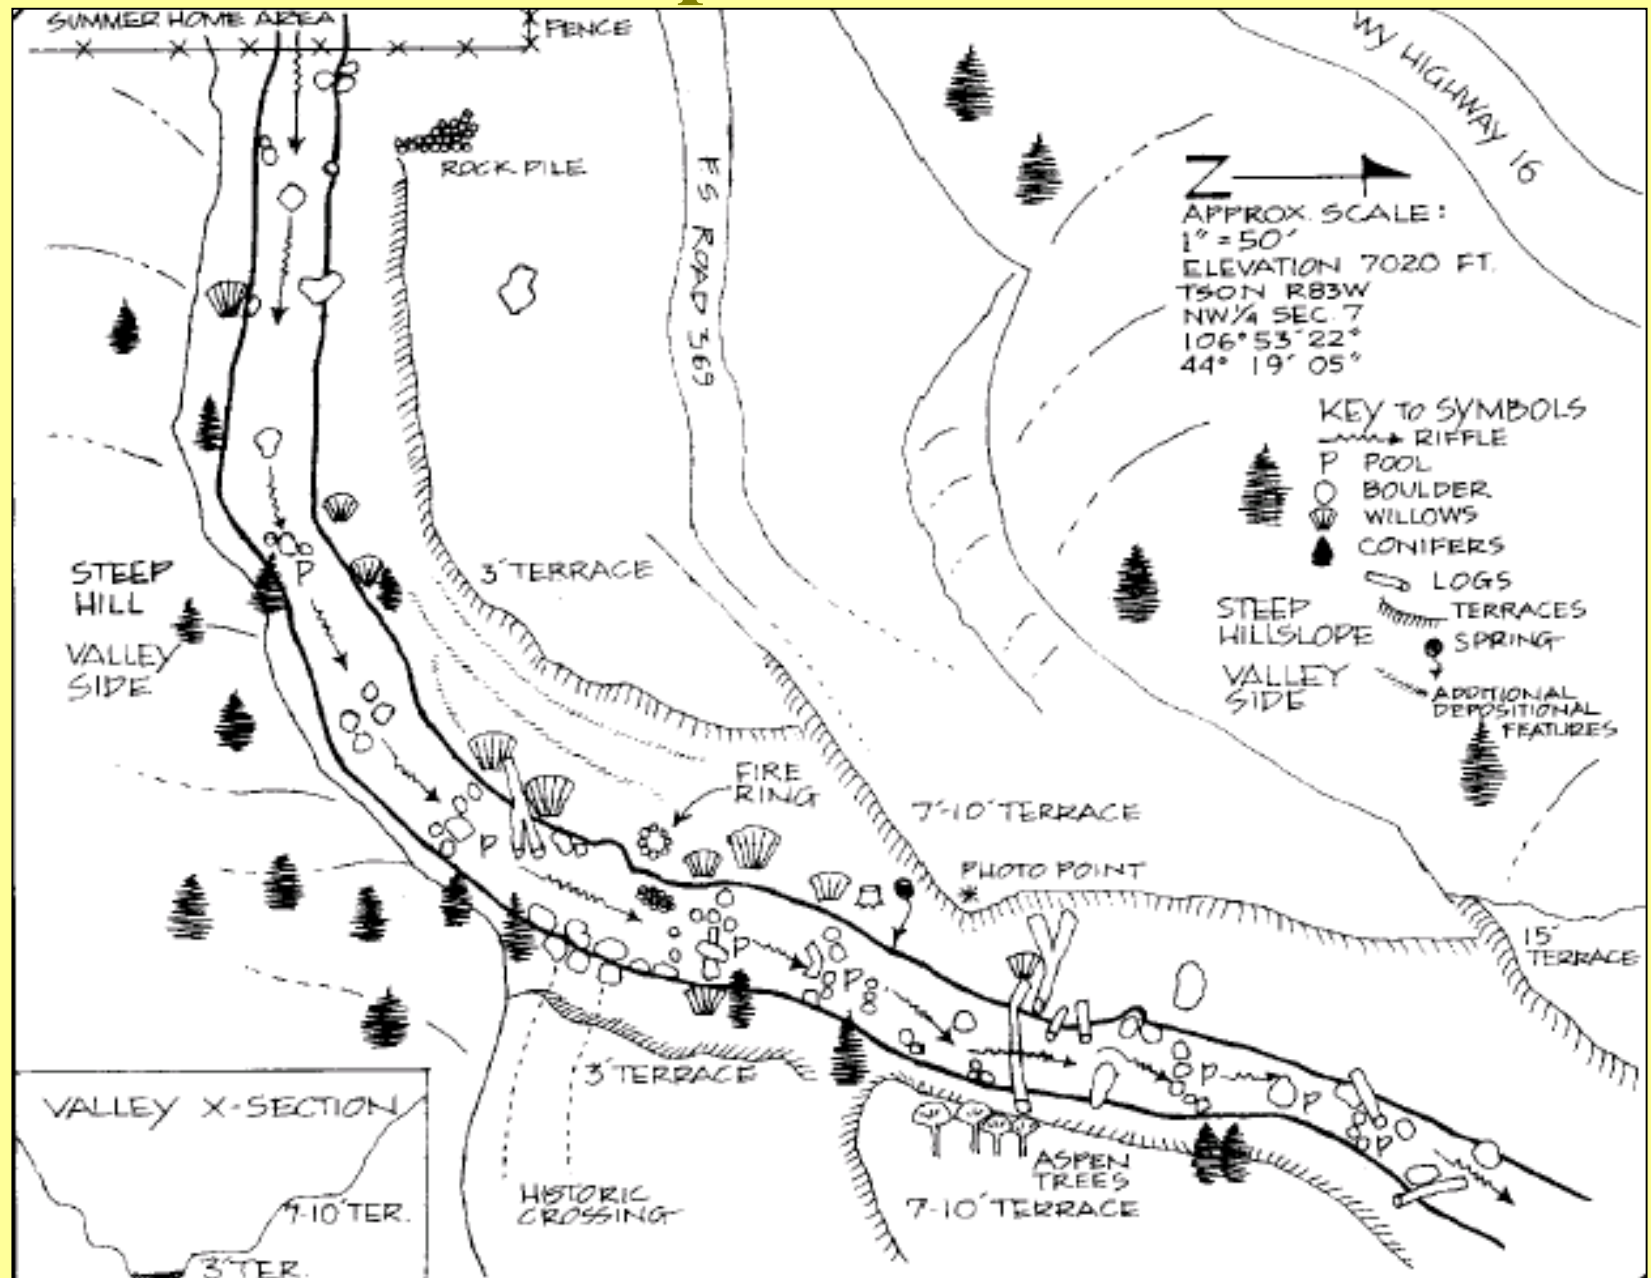 SUMMER HOME AREA
FENCE
WY HIGHWAY 16
ROCK PILE
FS ROAD 369
N
APPROX. SCALE:
1" = 50'
ELEVATION 7020 FT.
T50N R83W
NW 1/4 SEC. 7
106° 53' 22"
44° 19' 05"
KEY TO SYMBOLS
RIFFLE
P POOL
BOULDER
WILLOWS
CONIFERS
LOGS
TERRACES
SPRING
ADDITIONAL
DEPOSITIONAL
FEATURES
STEEP
HILLSLOPE
VALLEY
SIDE
STEEP
HILL
VALLEY
SIDE
P
3' TERRACE
FIRE
RING
7'-10' TERRACE
PHOTO POINT
15'
TERRACE
P
P
P
P
P
P
3' TERRACE
ASPEN
TREES
7-10' TERRACE
HISTORIC
CROSSING
VALLEY X-SECTION
7-10' TER.
3' TER.